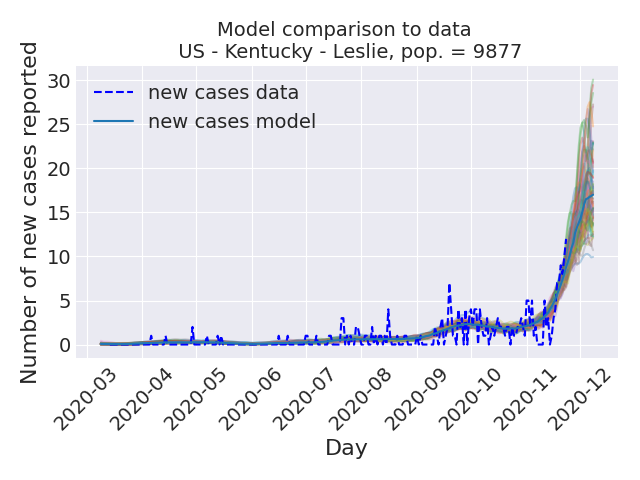 Model comparison to data
US - Kentucky - Leslie, pop. = 9877
Number of new cases reported
30
25
20
15
10
5
0
new cases data
new cases model
2020-03
2020-04
2020-05
2020-06
2020-07
2020-08
2020-09
2020-10
2020-11
2020-12
Day